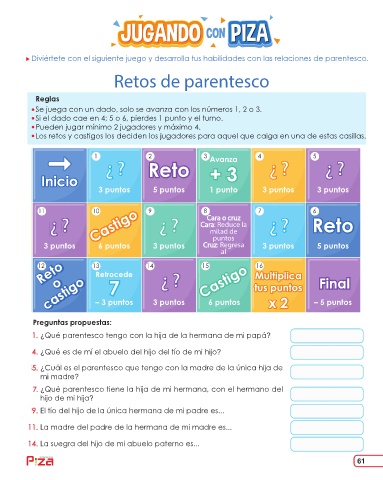 JUGANDO CON PIZA
Diviértete con el siguiente juego y desarrolla tus habilidades con las relaciones de parentesco.
Retos de parentesco
Reglas
Se juega con un dado, solo se avanza con los números 1, 2 o 3.
Si el dado cae en 4; 5 o 6, pierdes 1 punto y el turno.
Pueden jugar mínimo 2 jugadores y máximo 4.
Los retos y castigos los deciden los jugadores para aquel que caiga en una de estas casillas.
Inicio
1
¿ ?
3 puntos
2
Reto
5 puntos
3
Avanza
+ 3
1 punto
4
¿ ?
3 puntos
5
¿ ?
3 puntos
11
¿ ?
3 puntos
10
Castigo
6 puntos
9
¿ ?
3 puntos
8
Cara o cruz
Cara: Reduce la
mitad de
puntos
Cruz: Regresa
al
7
¿ ?
3 puntos
6
Reto
5 puntos
12
Reto
o
castigo
13
Retrocede
7
– 3 puntos
14
¿ ?
3 puntos
15
Castigo
6 puntos
16
Multiplica
tus puntos
x 2
Final
– 5 puntos
Preguntas propuestas:
1. ¿Qué parentesco tengo con la hija de la hermana de mi papá?
4. ¿Qué es de mí el abuelo del hijo del tío de mi hijo?
5. ¿Cuál es el parentesco que tengo con la madre de la única hija de
mi madre?
7. ¿Qué parentesco tiene la hija de mi hermana, con el hermano del
hijo de mi hija?
9. El tío del hijo de la única hermana de mi padre es...
11. La madre del padre de la hermana de mi madre es...
14. La suegra del hijo de mi abuelo paterno es...
PIZA
61